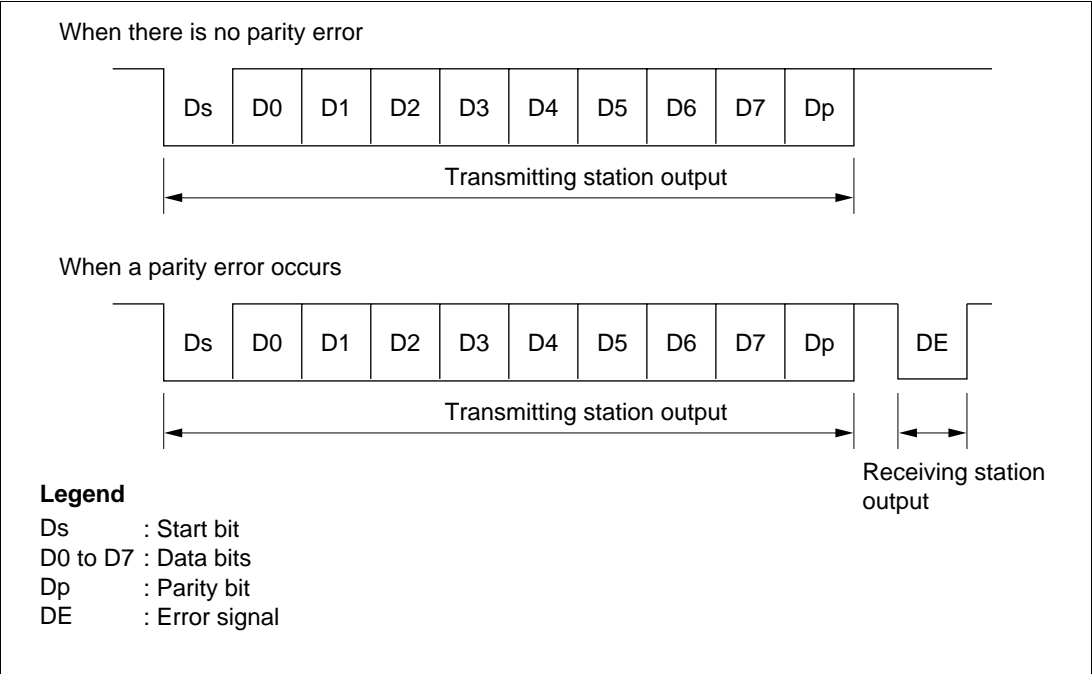 When there is no parity error
Ds D0 D1 D2 D3 D4 D5 D6 D7 Dp
Transmitting station output
When a parity error occurs
Ds D0 D1 D2 D3 D4 D5 D6 D7 Dp DE
Transmitting station output
Receiving station
output
Legend
Ds : Start bit
D0 to D7 : Data bits
Dp : Parity bit
DE : Error signal